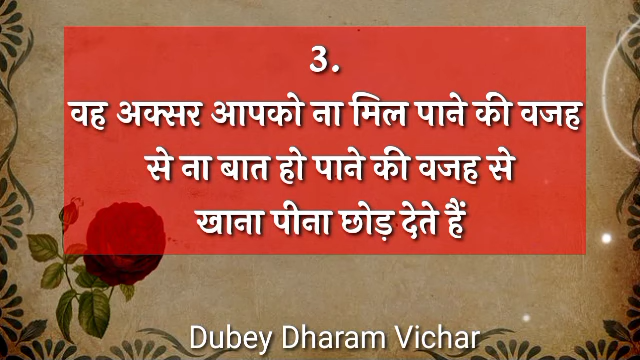 3.
वह अक्सर आपको ना मिल पाने की वजह
से ना बात हो पाने की वजह से
खाना पीना छोड़ देते हैं
Dubey Dharam Vichar